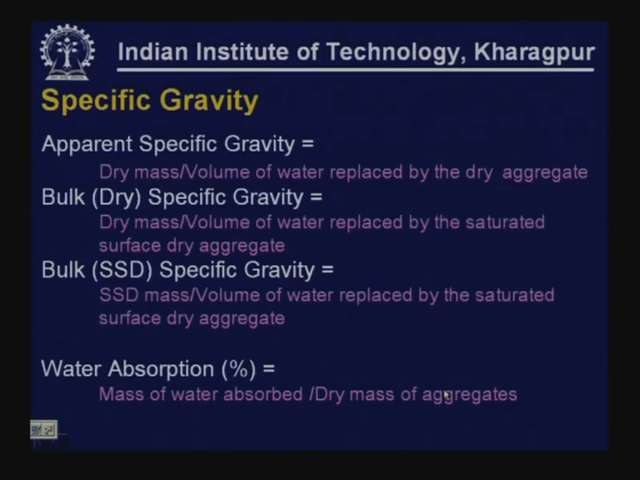 Indian Institute of Technology, Kharagpur
Specific Gravity
Apparent Specific Gravity =
Dry mass/Volume of water replaced by the dry aggregate
Bulk (Dry) Specific Gravity =
Dry mass/Volume of water replaced by the saturated
surface dry aggregate
Bulk (SSD) Specific Gravity =
SSD mass/Volume of water replaced by the saturated
surface dry aggregate
Water Absorption (%) =
Mass of water absorbed /Dry mass of aggregates